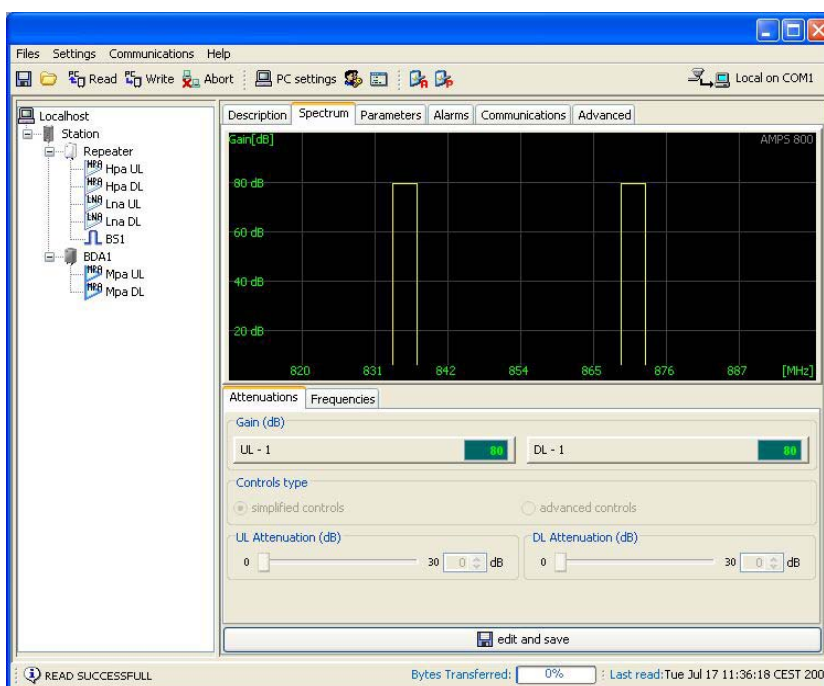 Files Settings Communications Help
Read Write Abort PC settings Local on COM1
Localhost
Station
Repeater
Hpa UL
Hpa DL
Lna UL
Lna DL
BS1
BDA1
Mpa UL
Mpa DL
Description Spectrum Parameters Alarms Communications Advanced
Gain[dB] AMPS 800
80 dB
60 dB
40 dB
20 dB
820 831 842 854 865 876 887 [MHz]
Attenuations Frequencies
Gain (dB)
UL - 1 80 DL - 1 80
Controls type
simplified controls advanced controls
UL Attenuation (dB) DL Attenuation (dB)
0 30 0 dB 0 30 0 dB
edit and save
READ SUCCESSFULL Bytes Transferred: 0% Last read:Tue Jul 17 11:36:18 CEST 200